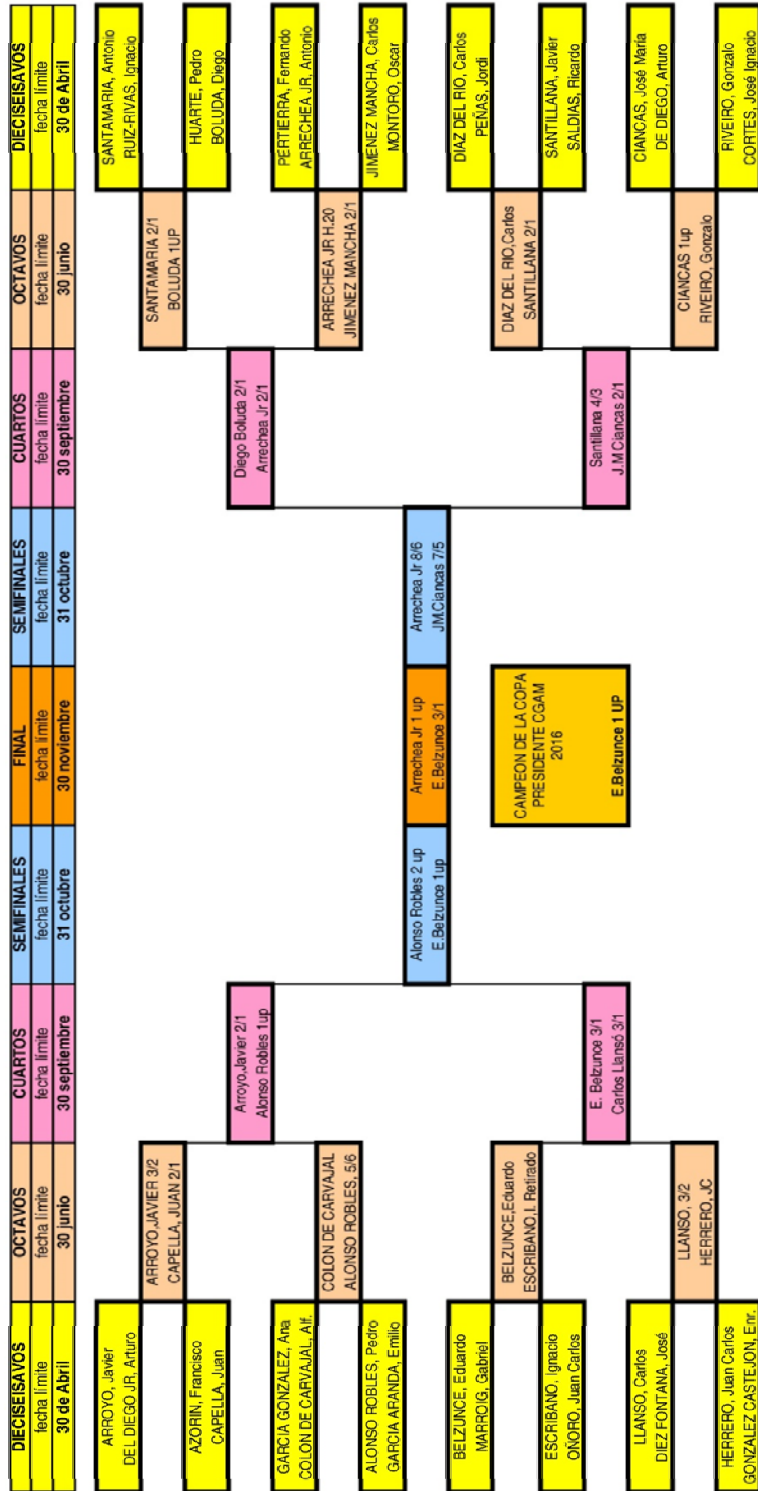 DIECISEISAVOS
fecha límite
30 de Abril
OCTAVOS
fecha límite
30 junio
CUARTOS
fecha límite
30 septiembre
SEMIFINALES
fecha límite
31 octubre
FINAL
fecha límite
30 noviembre
SEMIFINALES
fecha límite
31 octubre
CUARTOS
fecha límite
30 septiembre
OCTAVOS
fecha límite
30 junio
DIECISEISAVOS
fecha límite
30 de Abril
ARROYO, Javier
DEL DIEGO JR, Arturo
AZORIN, Francisco
CAPELLA, Juan
GARCIA GONZALEZ, Ana
COLON DE CARVAJAL, Alf.
ALONSO ROBLES, Pedro
GARCIA ARANDA, Emilio
BELZUNCE, Eduardo
MARROIG, Gabriel
ESCRIBANO, Ignacio
OÑORO, Juan Carlos
LLANSO, Carlos
DIEZ FONTANA, José
HERRERO, Juan Carlos
GONZALEZ CASTEJON, Enr.
ARROYO,JAVIER 3/2
CAPELLA, JUAN 2/1
COLON DE CARVAJAL
ALONSO ROBLES, 5/6
BELZUNCE,Eduardo
ESCRIBANO,I. Retirado
LLANSO, 3/2
HERRERO, JC
Arroyo,Javier 2/1
Alonso Robles 1up
E. Belzunce 3/1
Carlos Llansó 3/1
Alonso Robles 2 up
E.Belzunce 1up
Arrechea Jr 1 up
E.Belzunce 3/1
CAMPEON DE LA COPA
PRESIDENTE CGAM
2016
E.Belzunce 1 UP
Arrechea Jr 8/6
JM.Ciancas 7/5
Diego Boluda 2/1
Arrechea Jr 2/1
Santillana 4/3
J.M.Ciancas 2/1
SANTAMARIA 2/1
BOLUDA 1UP
ARRECHEA JR H.20
JIMENEZ MANCHA 2/1
DIAZ DEL RIO,Carlos
SANTILLANA 2/1
CIANCAS 1up
RIVEIRO, Gonzalo
SANTAMARIA, Antonio
RUIZ-RIVAS, Ignacio
HUARTE, Pedro
BOLUDA, Diego
PERTIERRA, Fernando
ARRECHEA JR, Antonio
JIMENEZ MANCHA, Carlos
MONTORO, Oscar
DIAZ DEL RIO, Carlos
PEÑAS, Jordi
SANTILLANA, Javier
SALDIAS, Ricardo
CIANCAS, José María
DE DIEGO, Arturo
RIVEIRO, Gonzalo
CORTES, José Ignacio